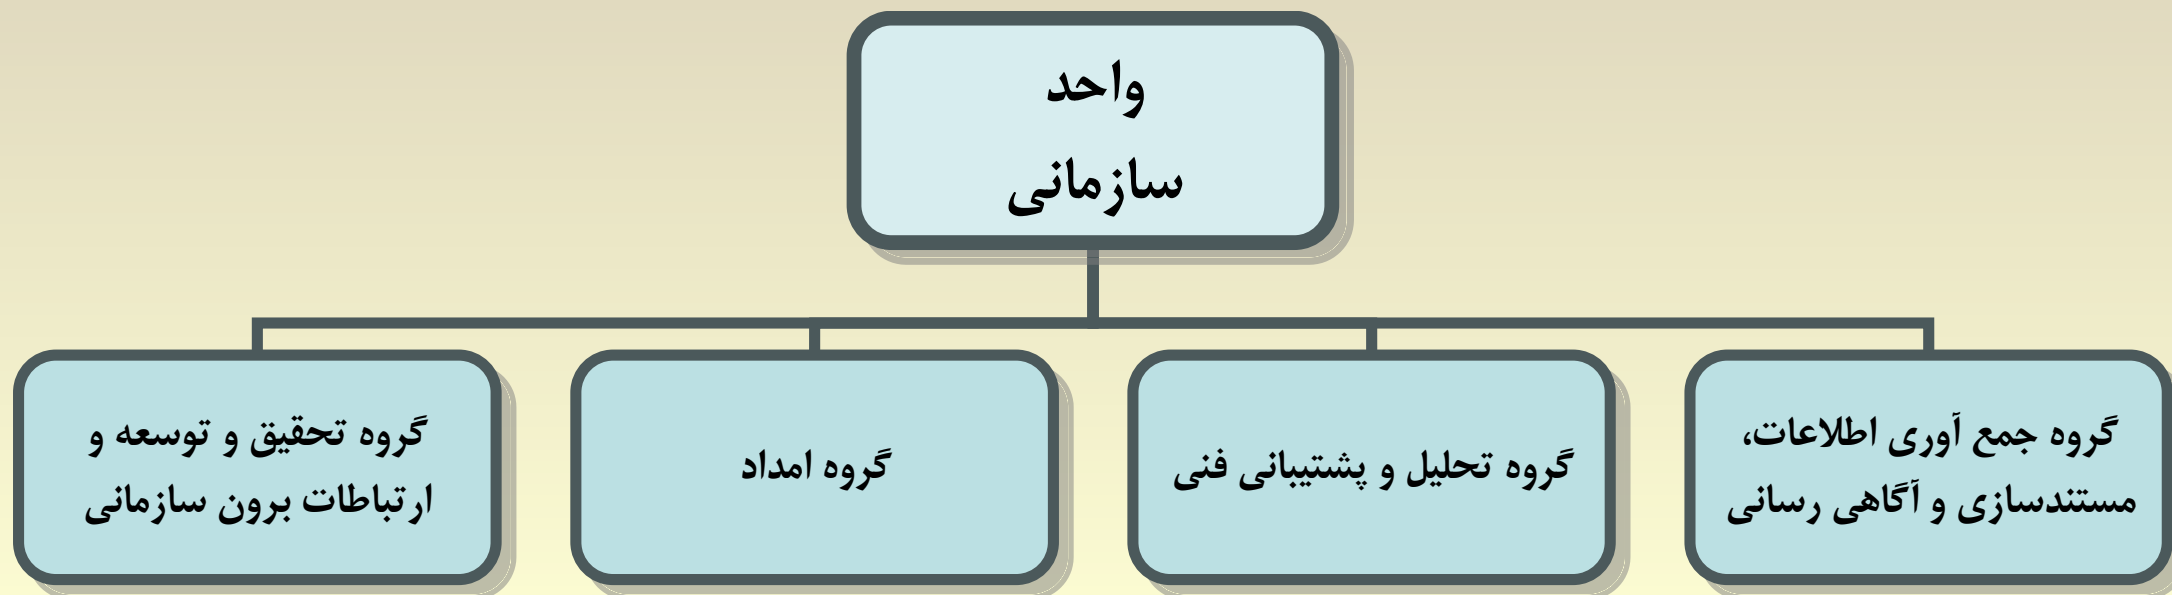 واحد
سازمانی
گروه جمع آوری اطلاعات،
مستندسازی و آگاهی رسانی
گروه تحلیل و پشتیبانی فنی
گروه امداد
گروه تحقیق و توسعه و
ارتباطات برون سازمانی